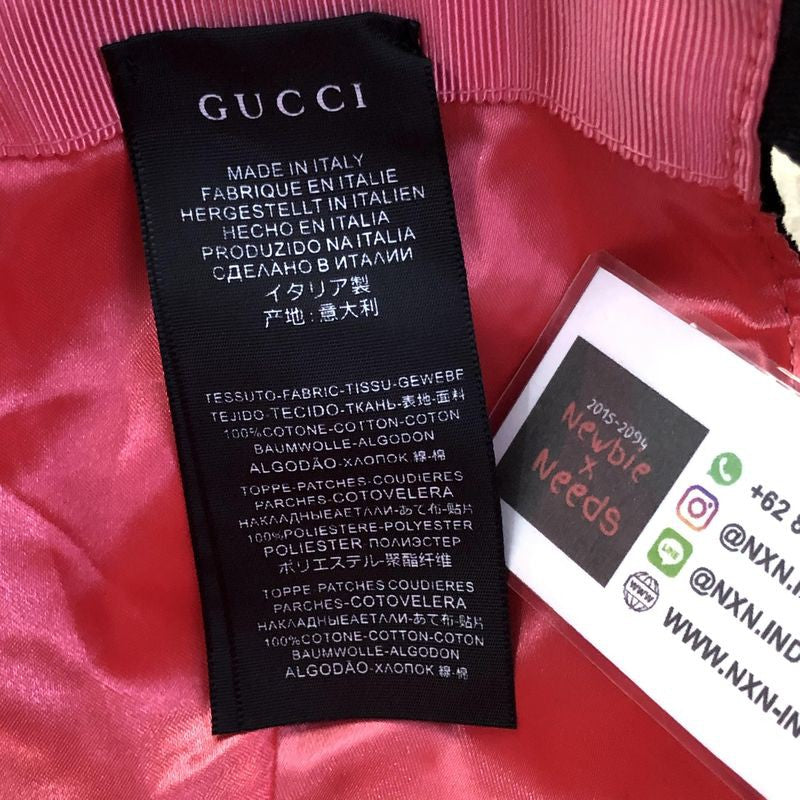 GUCCI
MADE IN ITALY
FABRIQUE EN ITALIE
HERGESTELLT IN ITALIEN
HECHO EN ITALIA
PRODUZIDO NA ITALIA
СДЕЛАНО В ИТАЛИИ
イタリア製
产地:意大利
TESSUTO-FABRIC-TISSU-GEWEBE
TEJIDO-TECIDO-ТКАНЬ-表地-面料
100%COTONE-COTTON-COTON
BAUMWOLLE-ALGODON
ALGODÃO-ХЛОПОК 綿-棉
TOPPE-PATCHES-COUDIERES
PARCHES-COTOVELERA
НАКЛАДНЫЕАЕТАЛИ-あて布-贴片
100%POLIESTERE-POLYESTER
POLIESTER ПОЛИЭСТЕР
ポリエステル-聚酯纤维
TOPPE PATCHES COUDIERES
PARCHES-COTOVELERA
НАКЛАДНЫЕАЕТАЛИ-あて布-贴片
100%COTONE-COTTON-COTON
BAUMWOLLE-ALGODON
ALGODÃO-ХЛОПОК 綿-棉
2015-2094
Newbie
x
Needs
+62 8
@NXN.I
LINE
@NXN.IND
www
WWW.NXN-IND